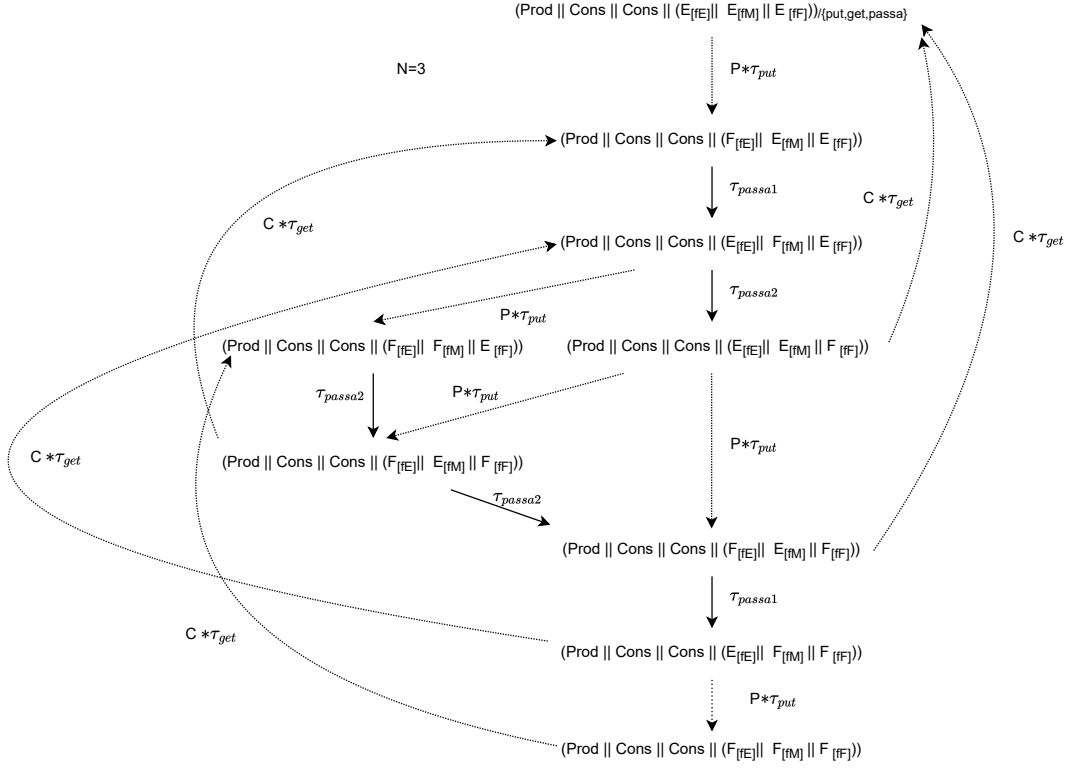 (Prod || Cons || Cons || (E[fE]|| E[fM] || E [fF]))/{put,get,passa}
N=3
P∗τput
(Prod || Cons || Cons || (F[fE]|| E[fM] || E [fF]))
τpassa1
C ∗τget
C ∗τget
C ∗τget
(Prod || Cons || Cons || (E[fE]|| F[fM] || E [fF]))
τpassa2
P∗τput
(Prod || Cons || Cons || (F[fE]|| F[fM] || E [fF]))
(Prod || Cons || Cons || (E[fE]|| E[fM] || F [fF]))
τpassa2
P∗τput
P∗τput
C ∗τget
(Prod || Cons || Cons || (F[fE]|| E[fM] || F [fF]))
τpassa2
(Prod || Cons || Cons || (F[fE]|| E[fM] || F[fF]))
τpassa1
C ∗τget
(Prod || Cons || Cons || (E[fE]|| F[fM] || F [fF]))
P∗τput
(Prod || Cons || Cons || (F[fE]|| F[fM] || F [fF]))